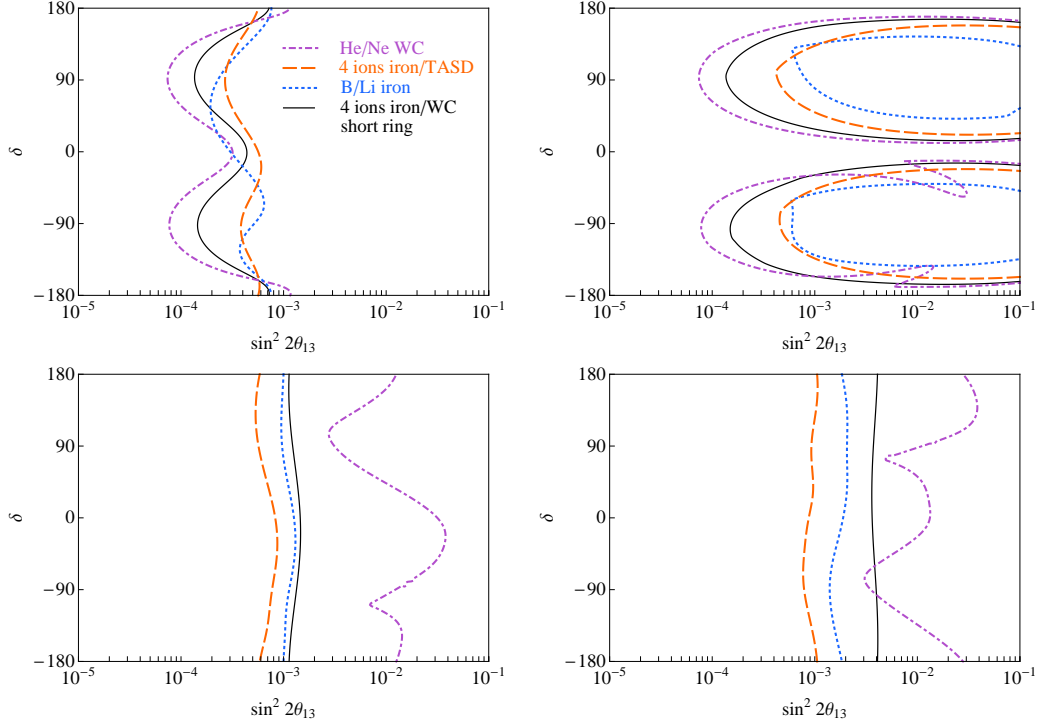 180
90
0
−90
−180
δ
10⁻⁵ 10⁻⁴ 10⁻³ 10⁻² 10⁻¹
sin² 2θ₁₃
He/Ne WC
4 ions iron/TASD
B/Li iron
4 ions iron/WC
short ring
180
90
0
−90
−180
δ
10⁻⁵ 10⁻⁴ 10⁻³ 10⁻² 10⁻¹
sin² 2θ₁₃
180
90
0
−90
−180
δ
10⁻⁵ 10⁻⁴ 10⁻³ 10⁻² 10⁻¹
sin² 2θ₁₃
180
90
0
−90
−180
δ
10⁻⁵ 10⁻⁴ 10⁻³ 10⁻² 10⁻¹
sin² 2θ₁₃